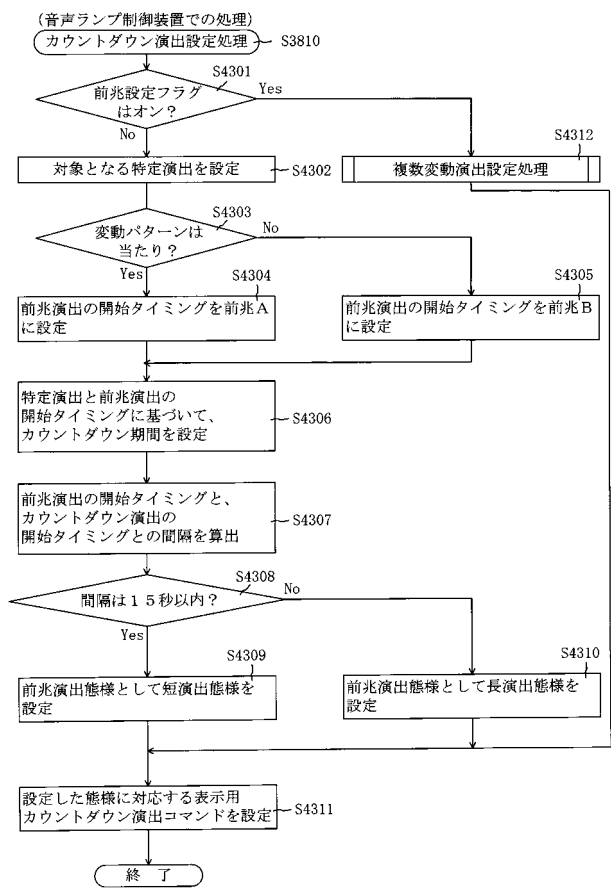 (音声ランプ制御装置での処理)
カウントダウン演出設定処理
S3810
S4301
前兆設定フラグ
はオン?
Yes
No
S4312
対象となる特定演出を設定
S4302
複数変動演出設定処理
S4303
変動パターンは
当たり?
No
Yes
S4304
S4305
前兆演出の開始タイミングを前兆A
に設定
前兆演出の開始タイミングを前兆B
に設定
特定演出と前兆演出の
開始タイミングに基づいて、
カウントダウン期間を設定
S4306
前兆演出の開始タイミングと、
カウントダウン演出の
開始タイミングとの間隔を算出
S4307
S4308
間隔は15秒以内?
No
Yes
S4309
S4310
前兆演出態様として短演出態様を
設定
前兆演出態様として長演出態様を
設定
設定した態様に対応する表示用
カウントダウン演出コマンドを設定
S4311
終 了